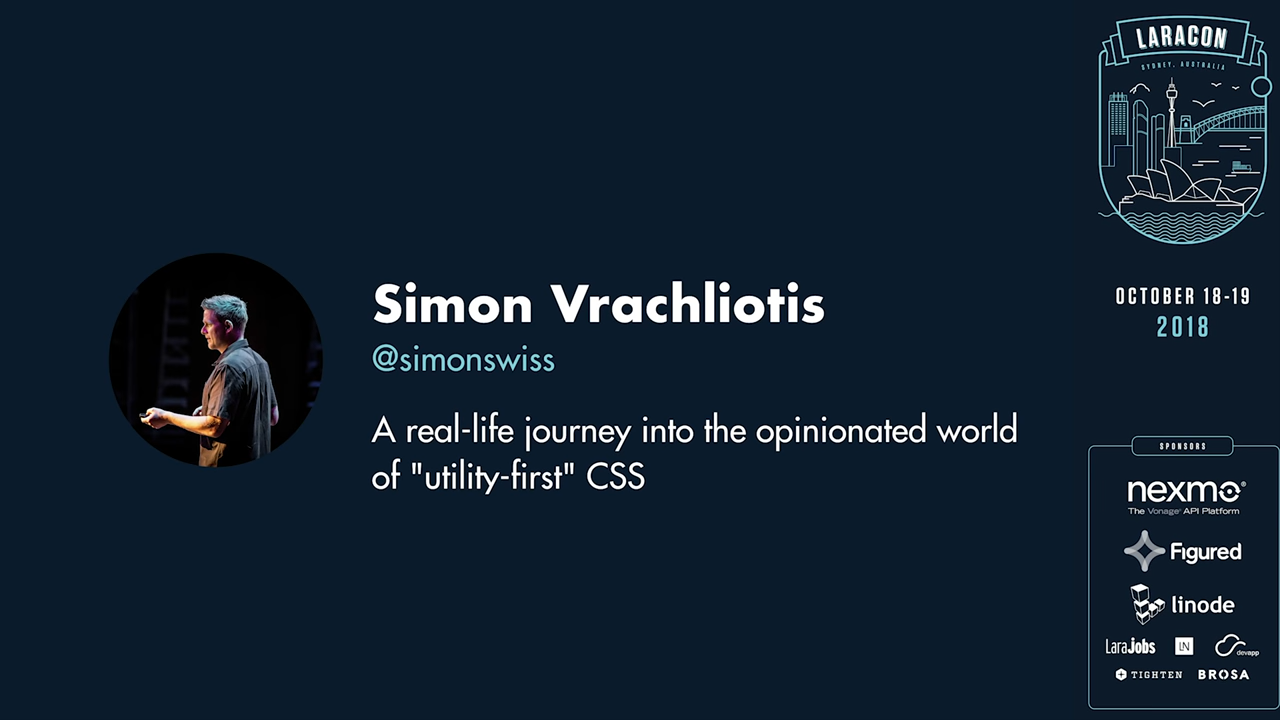 Simon Vrachliotis
@simonswiss
A real-life journey into the opinionated world
of "utility-first" CSS
LARACON
SYDNEY, AUSTRALIA
OCTOBER 18-19
2018
SPONSORS
nexmo®
The Vonage® API Platform
Figured
linode
LaraJobs
LN
devapp
TIGHTEN
BROSA